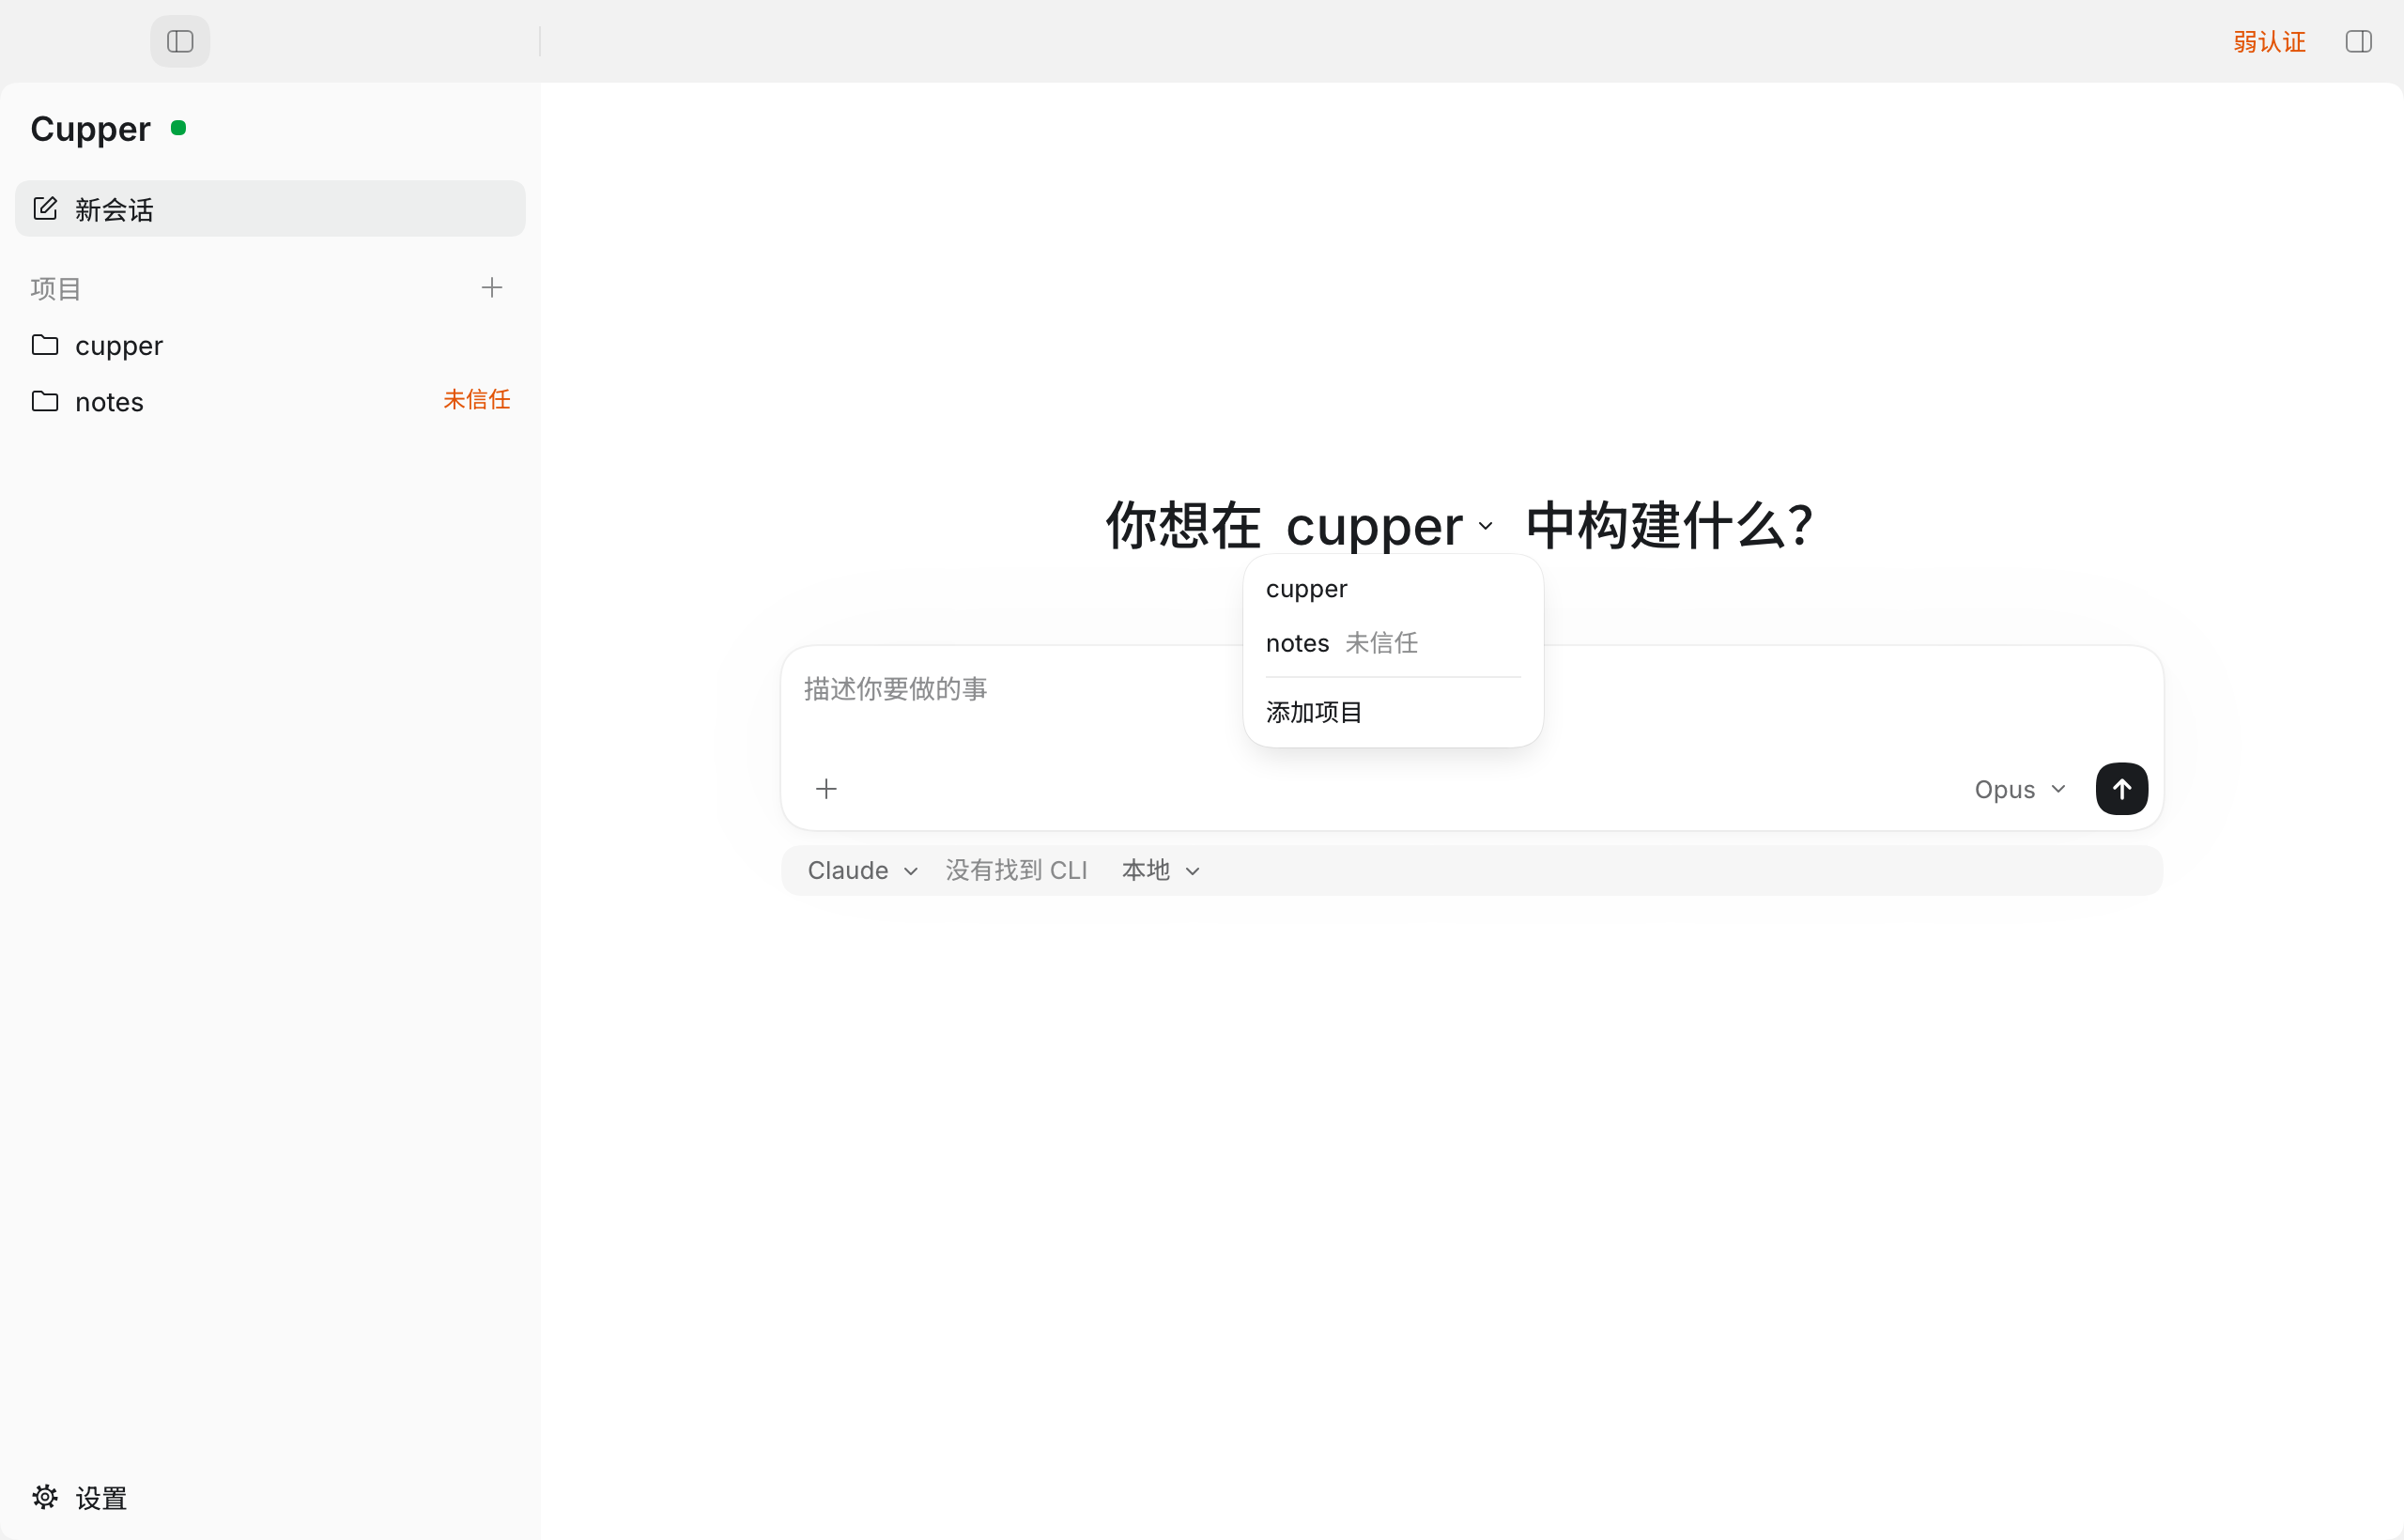 弱认证
Cupper
新会话
项目
cupper
notes 未信任
你想在 cupper 中构建什么？
cupper
notes 未信任
添加项目
描述你要做的事
Opus
Claude 没有找到 CLI 本地
设置